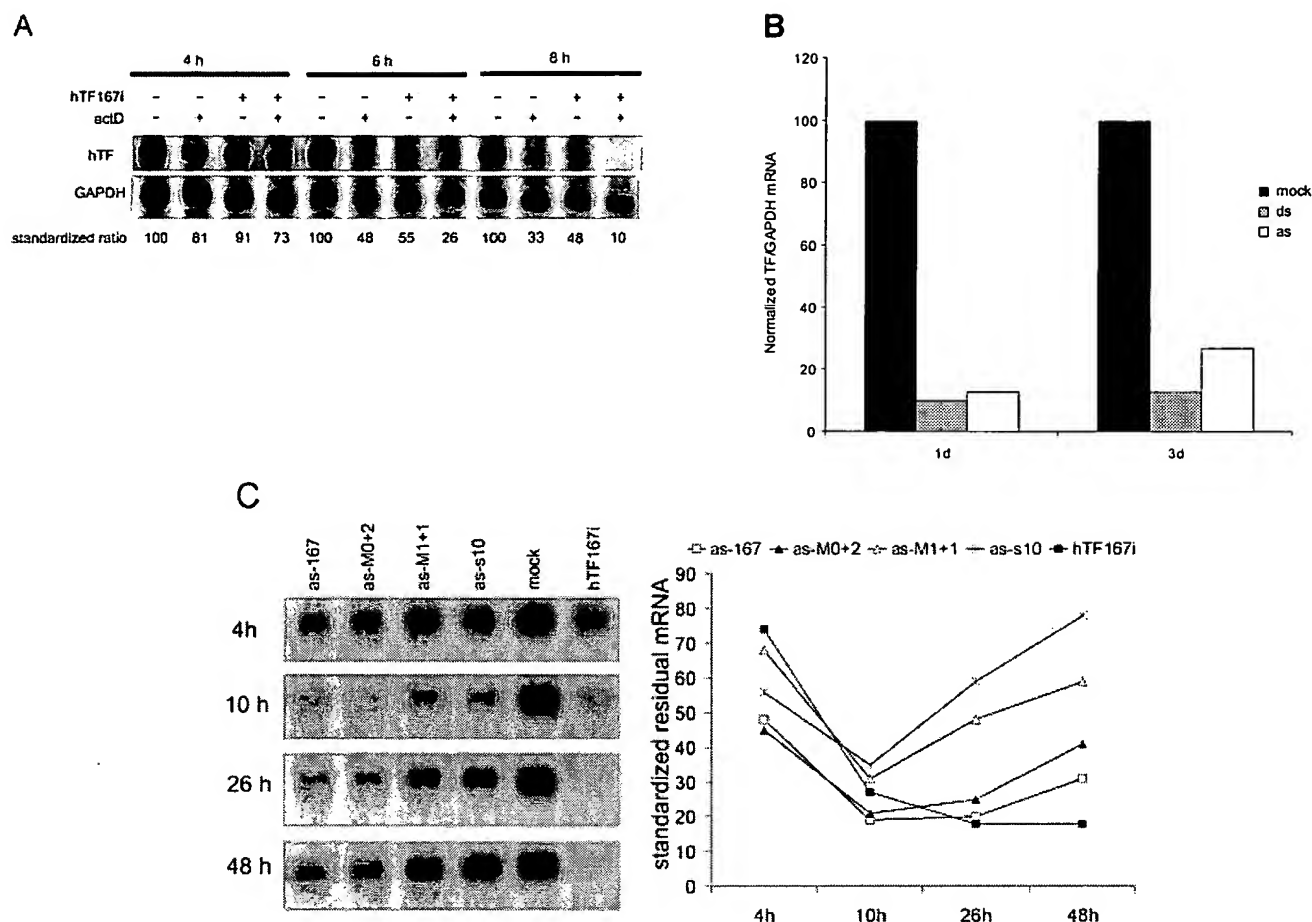 A
4 h 6 h 8 h
hTF167i - - + + - - + + - - + +
actD - + - + - + - + - + - +
hTF
GAPDH
standardized ratio 100 81 91 73 100 48 55 26 100 33 48 10
B
120
100
80
60
40
20
0
Normalized TF/GAPDH mRNA
1d 3d
mock
ds
as
C
as-167 as-M0+2 as-M1+1 as-s10 mock hTF167i
4h
10 h
26 h
48 h
as-167 as-M0+2 as-M1+1 as-s10 hTF167i
90
80
70
60
50
40
30
20
10
0
standardized residual mRNA
4h 10h 26h 48h